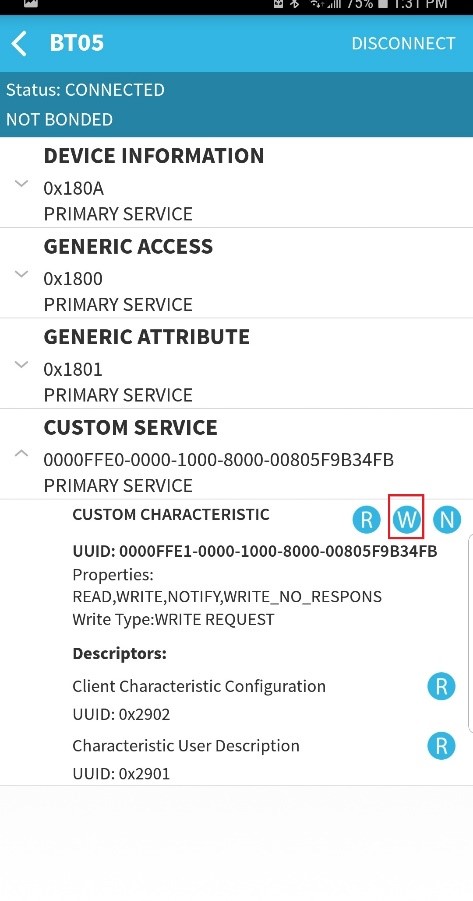 75% 1:31 PM
BT05
DISCONNECT
Status: CONNECTED
NOT BONDED
DEVICE INFORMATION
0x180A
PRIMARY SERVICE
GENERIC ACCESS
0x1800
PRIMARY SERVICE
GENERIC ATTRIBUTE
0x1801
PRIMARY SERVICE
CUSTOM SERVICE
0000FFE0-0000-1000-8000-00805F9B34FB
PRIMARY SERVICE
CUSTOM CHARACTERISTIC R W N
UUID: 0000FFE1-0000-1000-8000-00805F9B34FB
Properties:
READ,WRITE,NOTIFY,WRITE_NO_RESPONS
Write Type:WRITE REQUEST
Descriptors:
Client Characteristic Configuration R
UUID: 0x2902
Characteristic User Description R
UUID: 0x2901